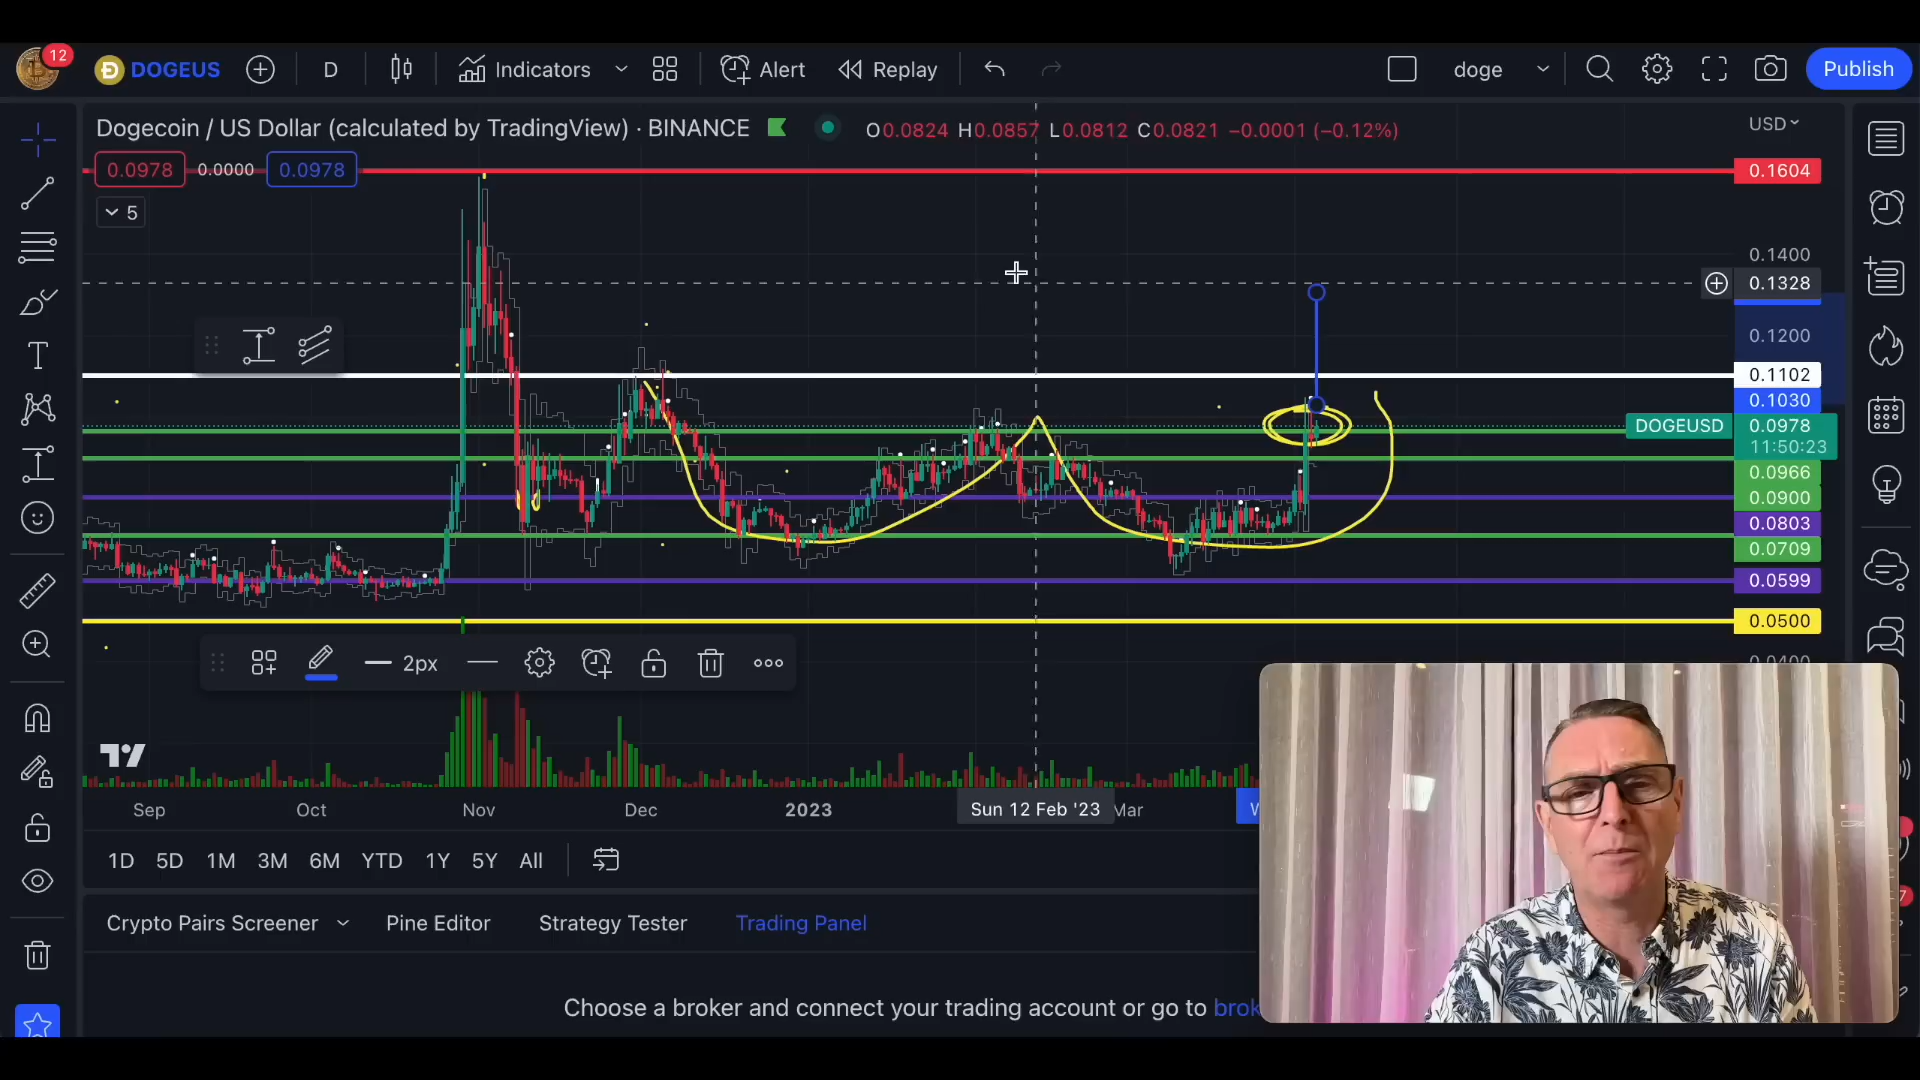 12
DOGEUS
D
Indicators
Alert
Replay
doge
Publish
Dogecoin / US Dollar (calculated by TradingView) · BINANCE
O0.0824 H0.0857 L0.0812 C0.0821 −0.0001 (−0.12%)
USD
0.0978 0.0000 0.0978
0.1604
5
0.1400
0.1328
0.1200
0.1102
0.1030
DOGEUSD 0.0978
11:50:23
0.0966
0.0900
0.0803
0.0709
0.0599
0.0500
2px
Sep Oct Nov Dec 2023 Sun 12 Feb '23 Mar
1D 5D 1M 3M 6M YTD 1Y 5Y All
Crypto Pairs Screener Pine Editor Strategy Tester Trading Panel
Choose a broker and connect your trading account or go to brok